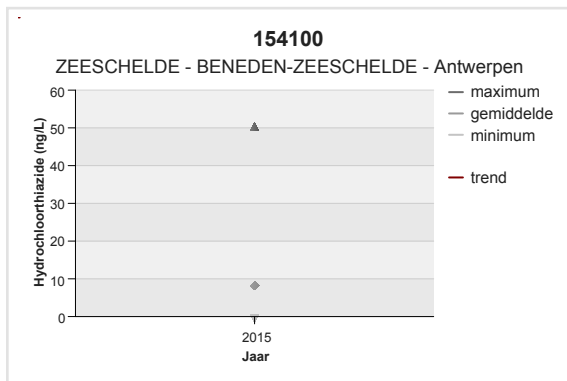 154100
ZEESCHELDE - BENEDEN-ZEESCHELDE - Antwerpen
maximum
gemiddelde
minimum
trend
Hydrochloorthiazide (ng/L)
60
50
40
30
20
10
0
2015
Jaar